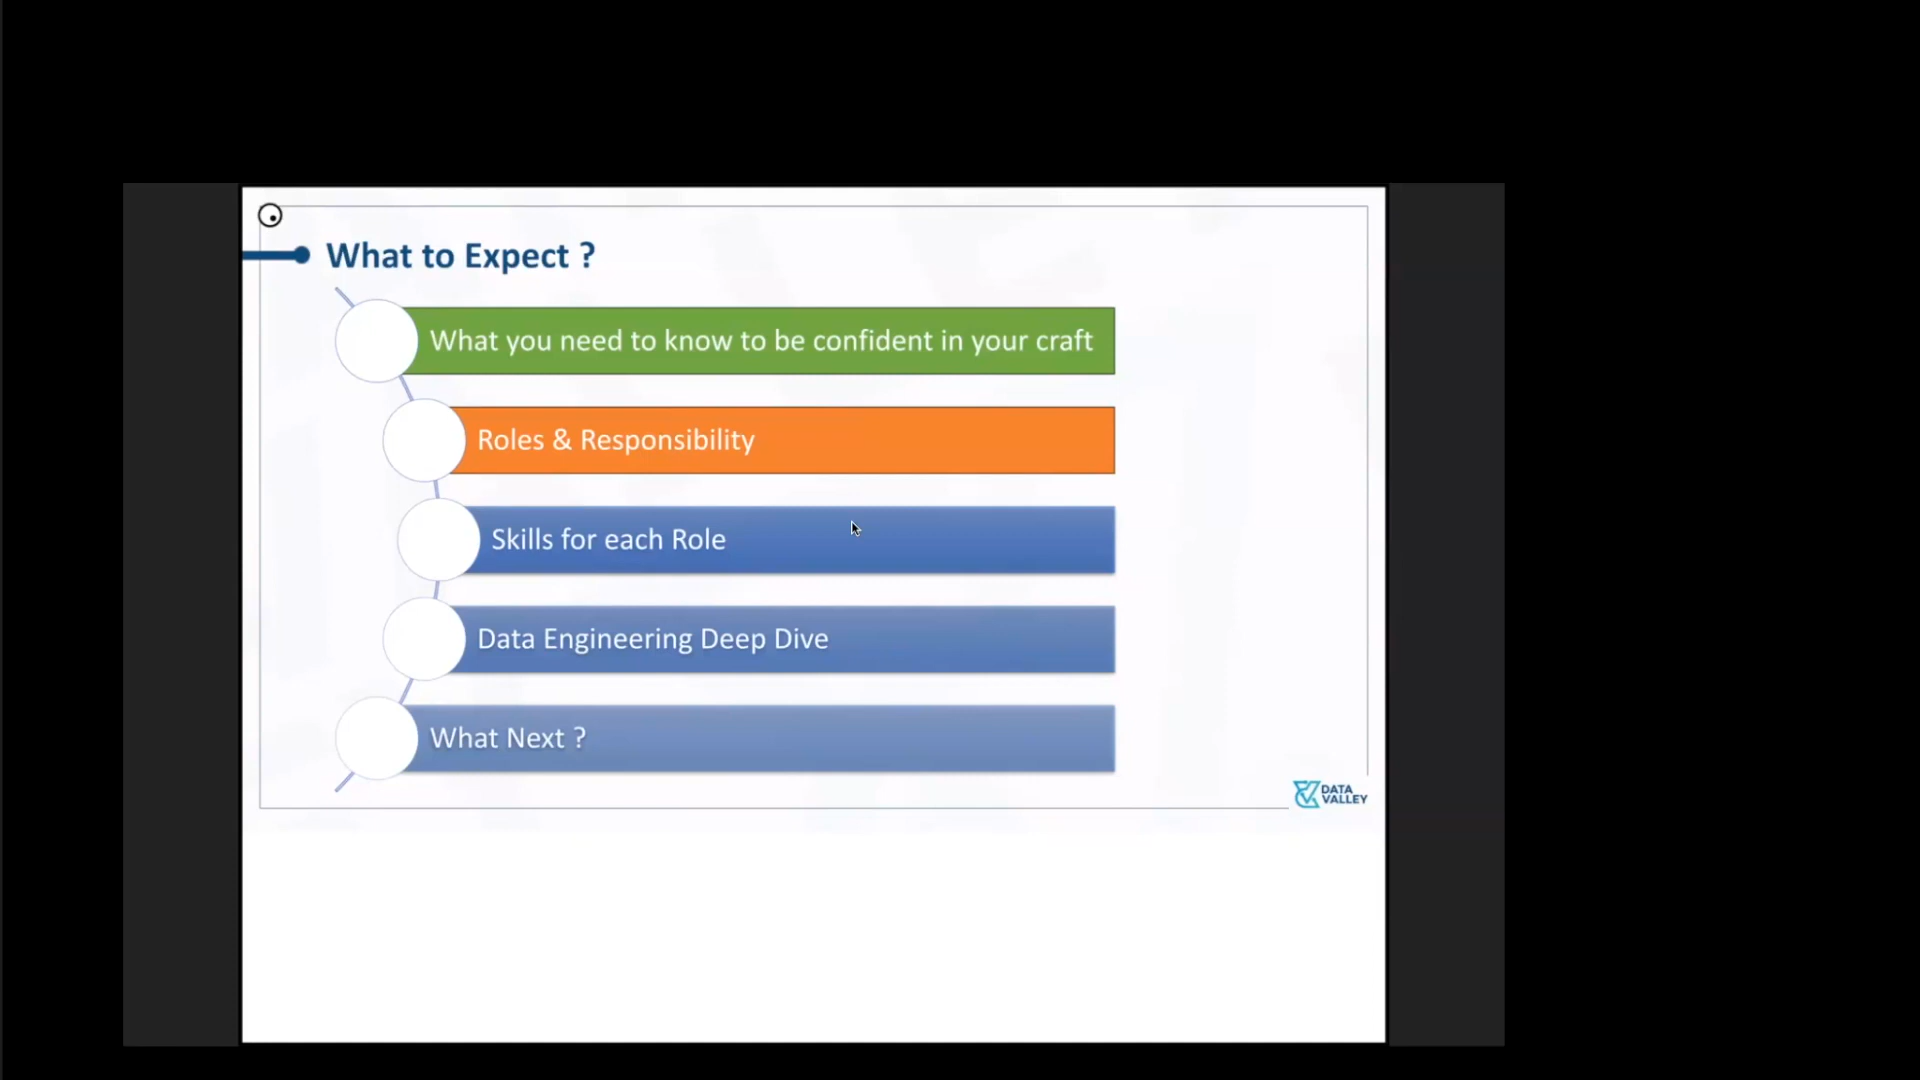 What to Expect ?
What you need to know to be confident in your craft
Roles & Responsibility
Skills for each Role
Data Engineering Deep Dive
What Next ?
DATA
VALLEY